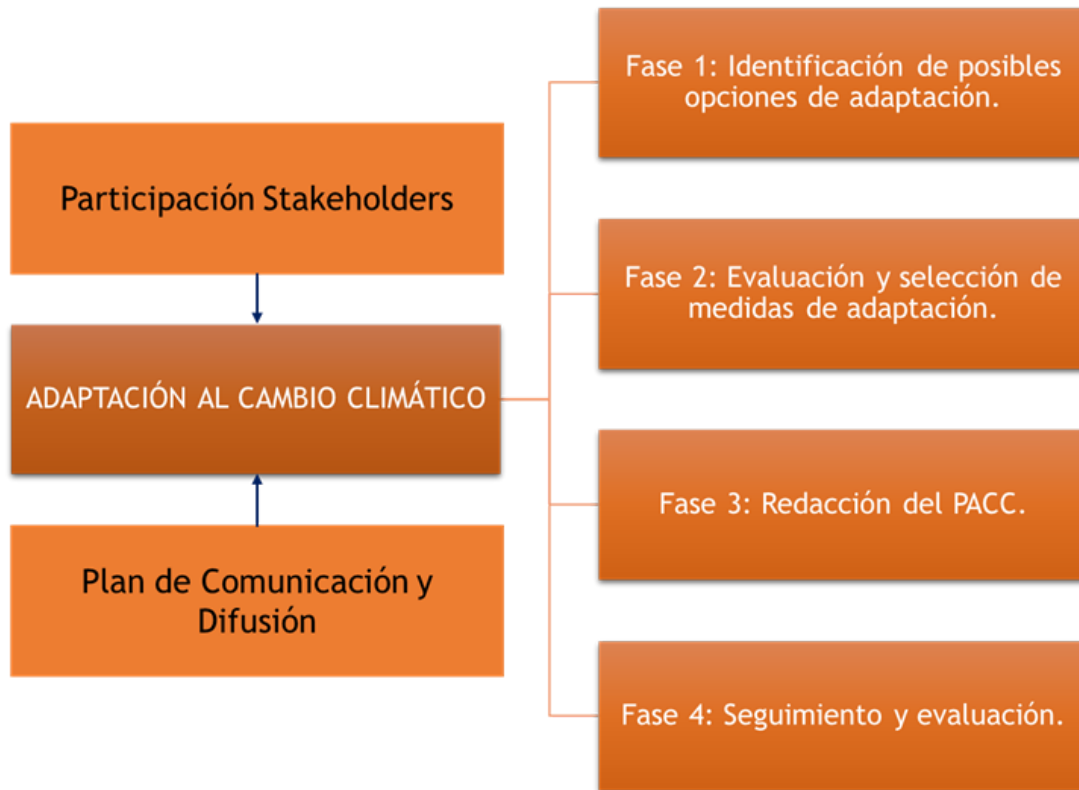 Participación Stakeholders
ADAPTACIÓN AL CAMBIO CLIMÁTICO
Plan de Comunicación y
Difusión
Fase 1: Identificación de posibles
opciones de adaptación.
Fase 2: Evaluación y selección de
medidas de adaptación.
Fase 3: Redacción del PACC.
Fase 4: Seguimiento y evaluación.